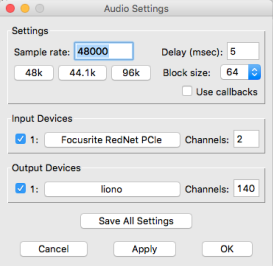 Audio Settings
Settings
Sample rate: 48000 Delay (msec): 5
48k 44.1k 96k Block size: 64
Use callbacks
Input Devices
1: Focusrite RedNet PCIe Channels: 2
Output Devices
1: liono Channels: 140
Save All Settings
Cancel Apply OK